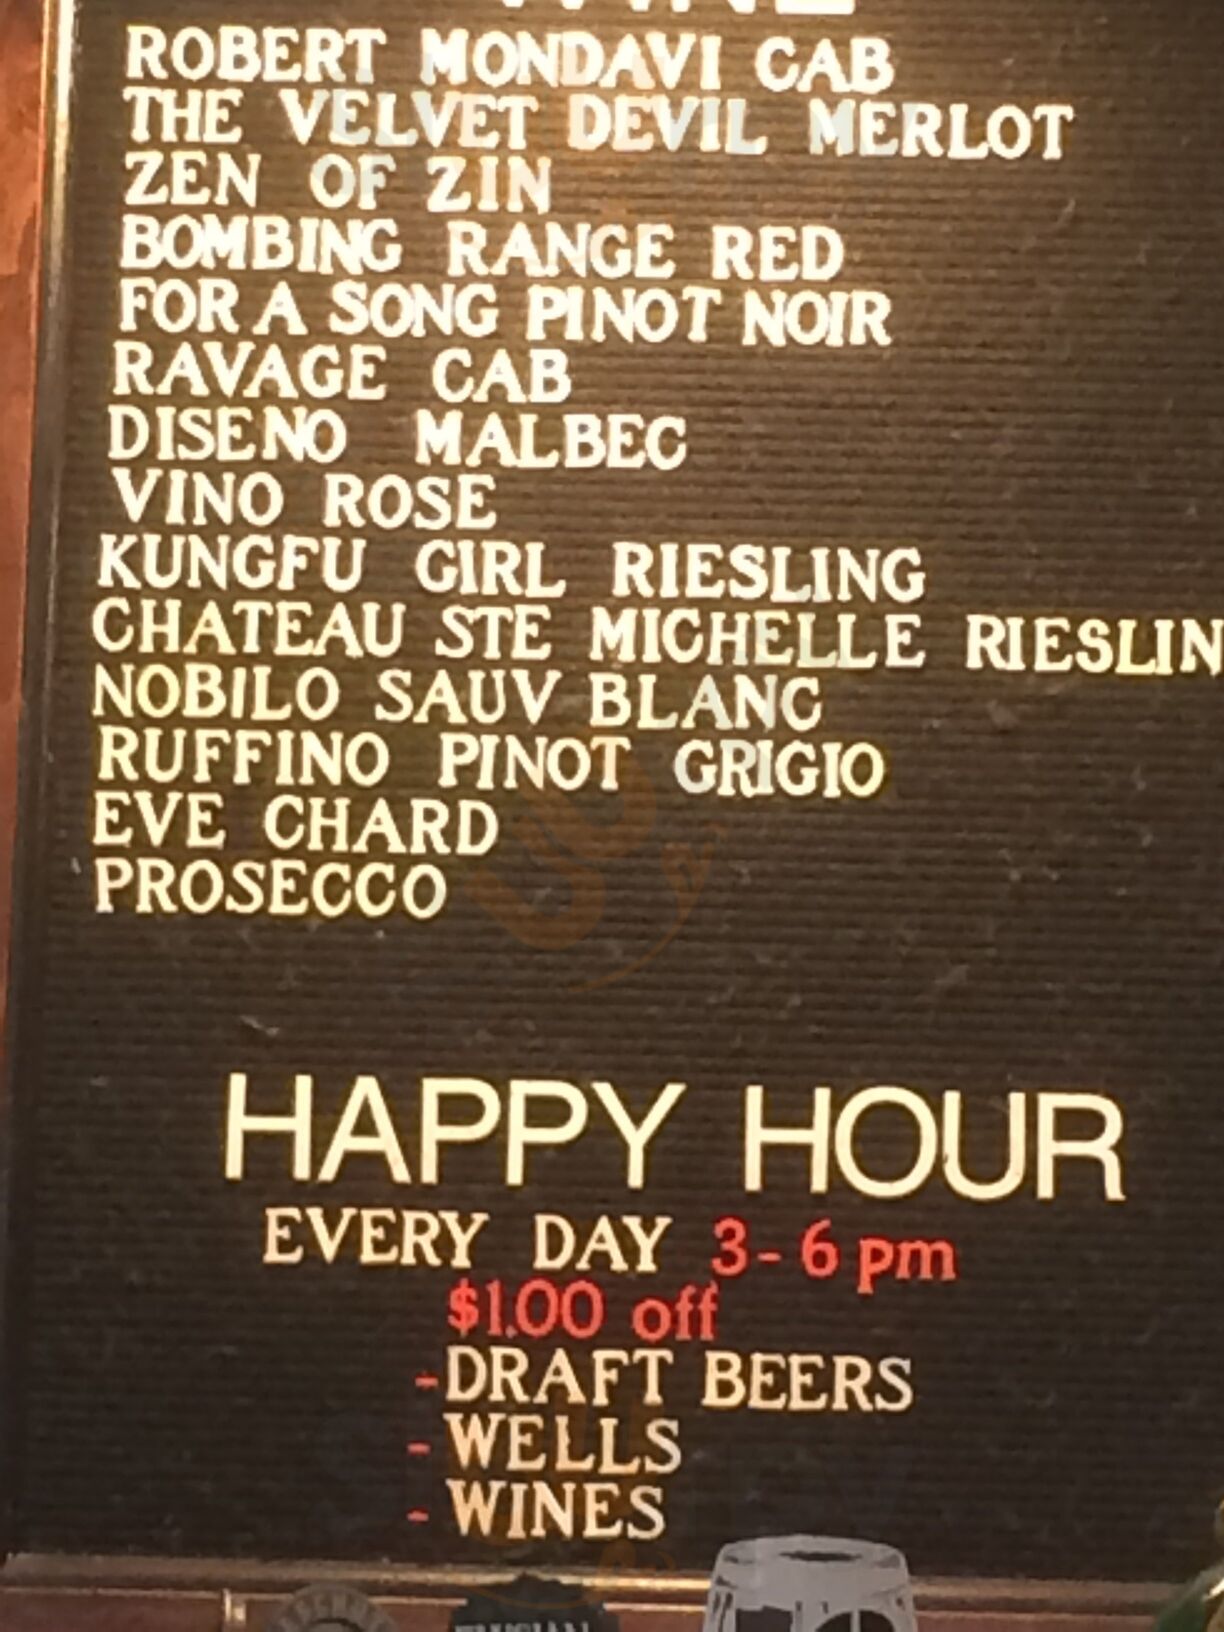 WINE
ROBERT MONDAVI CAB
THE VELVET DEVIL MERLOT
ZEN OF ZIN
BOMBING RANGE RED
FOR A SONG PINOT NOIR
RAVAGE CAB
DISENO MALBEC
VINO ROSE
KUNGFU GIRL RIESLING
CHATEAU STE MICHELLE RIESLIN
NOBILO SAUV BLANC
RUFFINO PINOT GRIGIO
EVE CHARD
PROSECCO
HAPPY HOUR
EVERY DAY 3-6 pm
$1.00 off
-DRAFT BEERS
- WELLS
- WINES